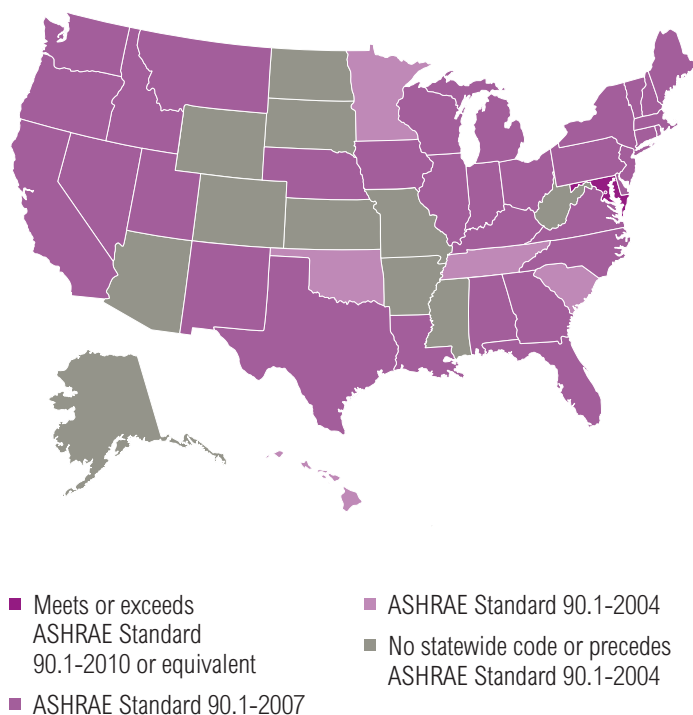 Meets or exceeds
ASHRAE Standard
90.1-2010 or equivalent
ASHRAE Standard 90.1-2007
ASHRAE Standard 90.1-2004
No statewide code or precedes
ASHRAE Standard 90.1-2004